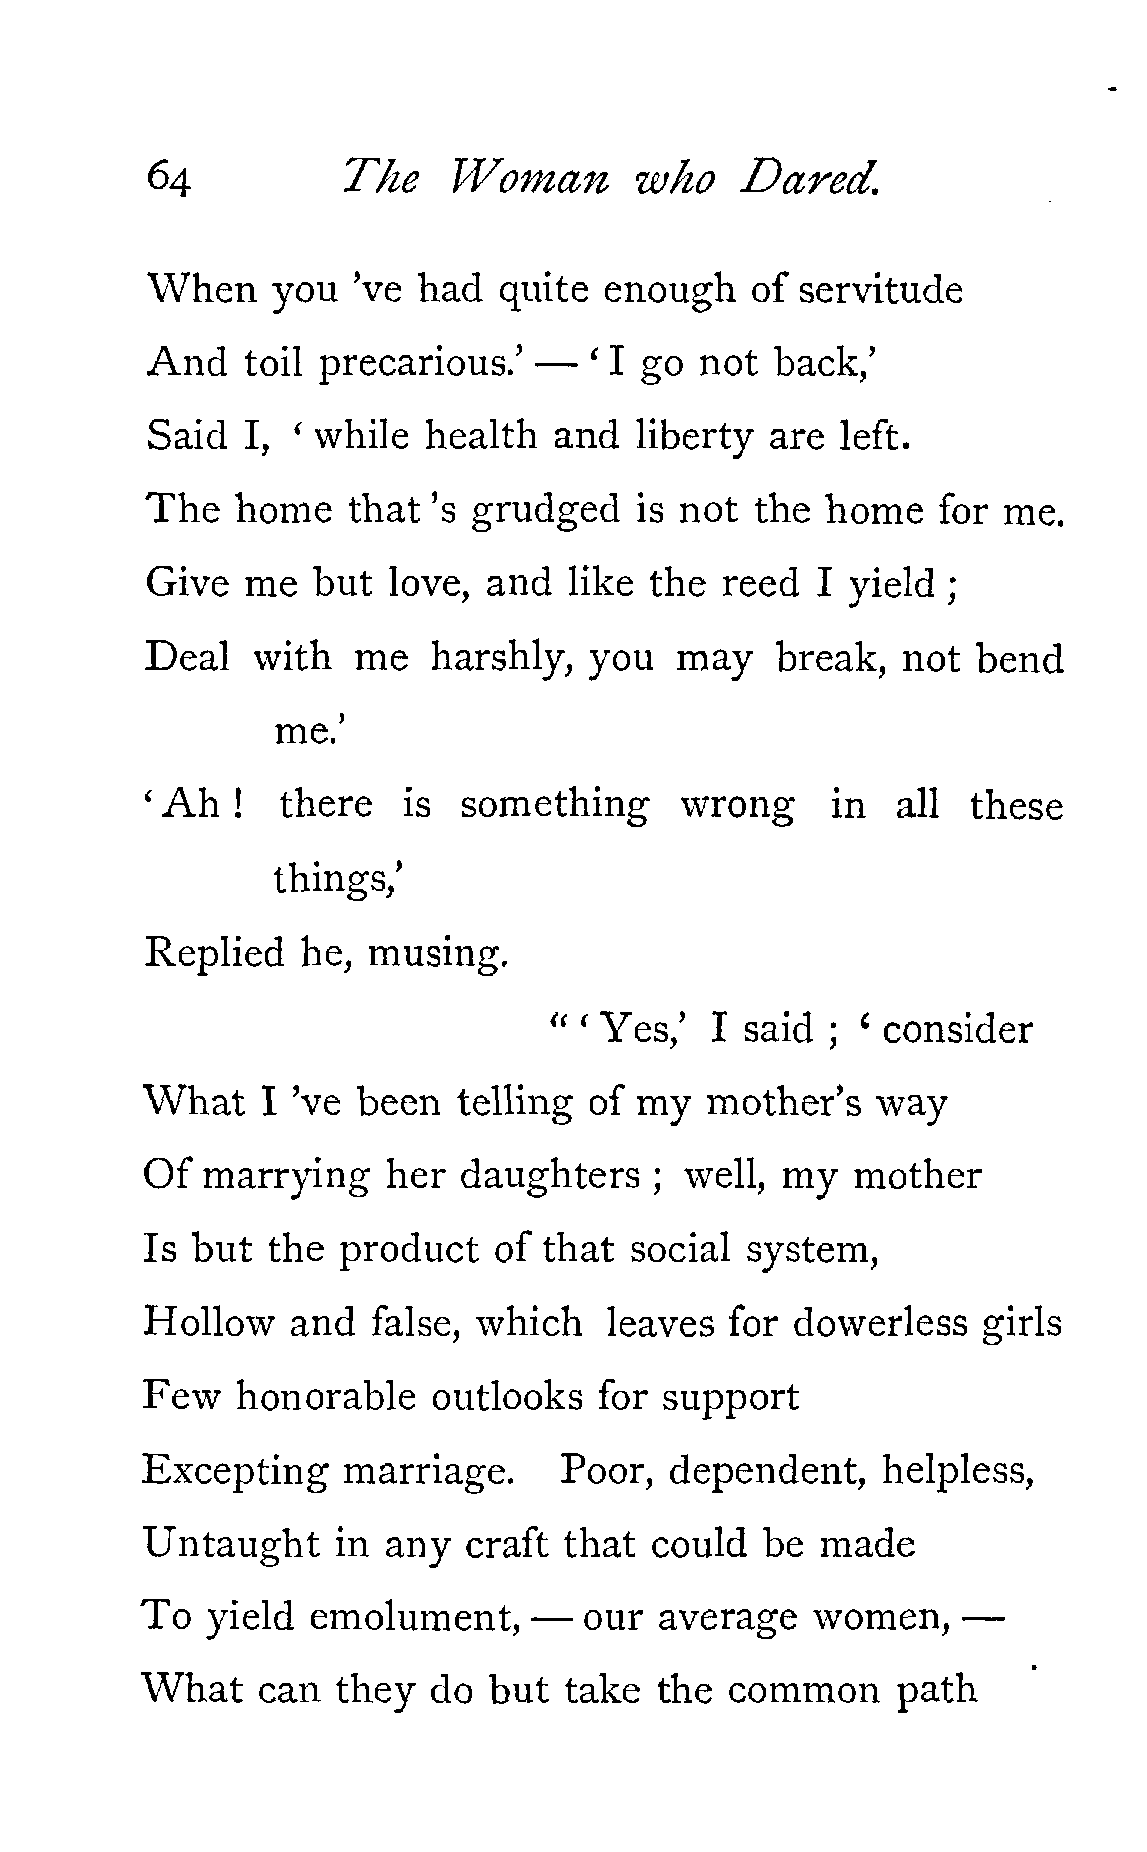 64 The Woman who Dared.
When you 've had quite enough of servitude
And toil precarious.' — ' I go not back,'
Said I, ' while health and liberty are left.
The home that 's grudged is not the home for me.
Give me but love, and like the reed I yield ;
Deal with me harshly, you may break, not bend
me.'
' Ah ! there is something wrong in all these
things,'
Replied he, musing.
" ' Yes,' I said ; ' consider
What I 've been telling of my mother's way
Of marrying her daughters ; well, my mother
Is but the product of that social system,
Hollow and false, which leaves for dowerless girls
Few honorable outlooks for support
Excepting marriage. Poor, dependent, helpless,
Untaught in any craft that could be made
To yield emolument, — our average women, —
What can they do but take the common path